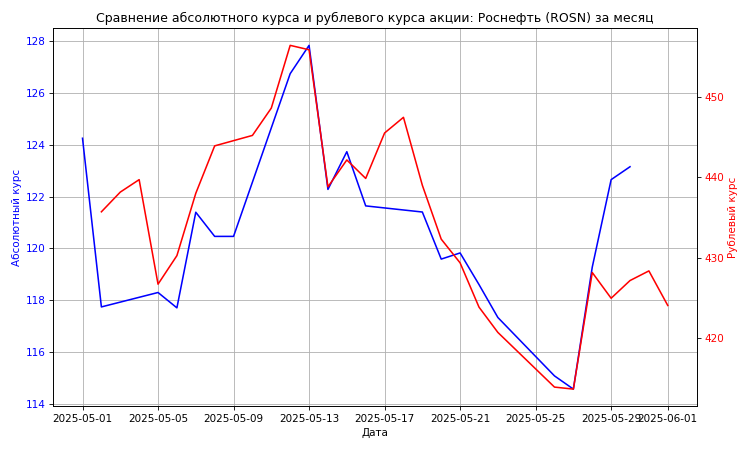 Сравнение абсолютного курса и рублевого курса акции: Роснефть (ROSN) за месяц
128
126
124
122
120
118
116
114
Абсолютный курс
450
440
430
420
Рублевый курс
2025-05-01 2025-05-05 2025-05-09 2025-05-13 2025-05-17 2025-05-21 2025-05-25 2025-05-29 2025-06-01
Дата